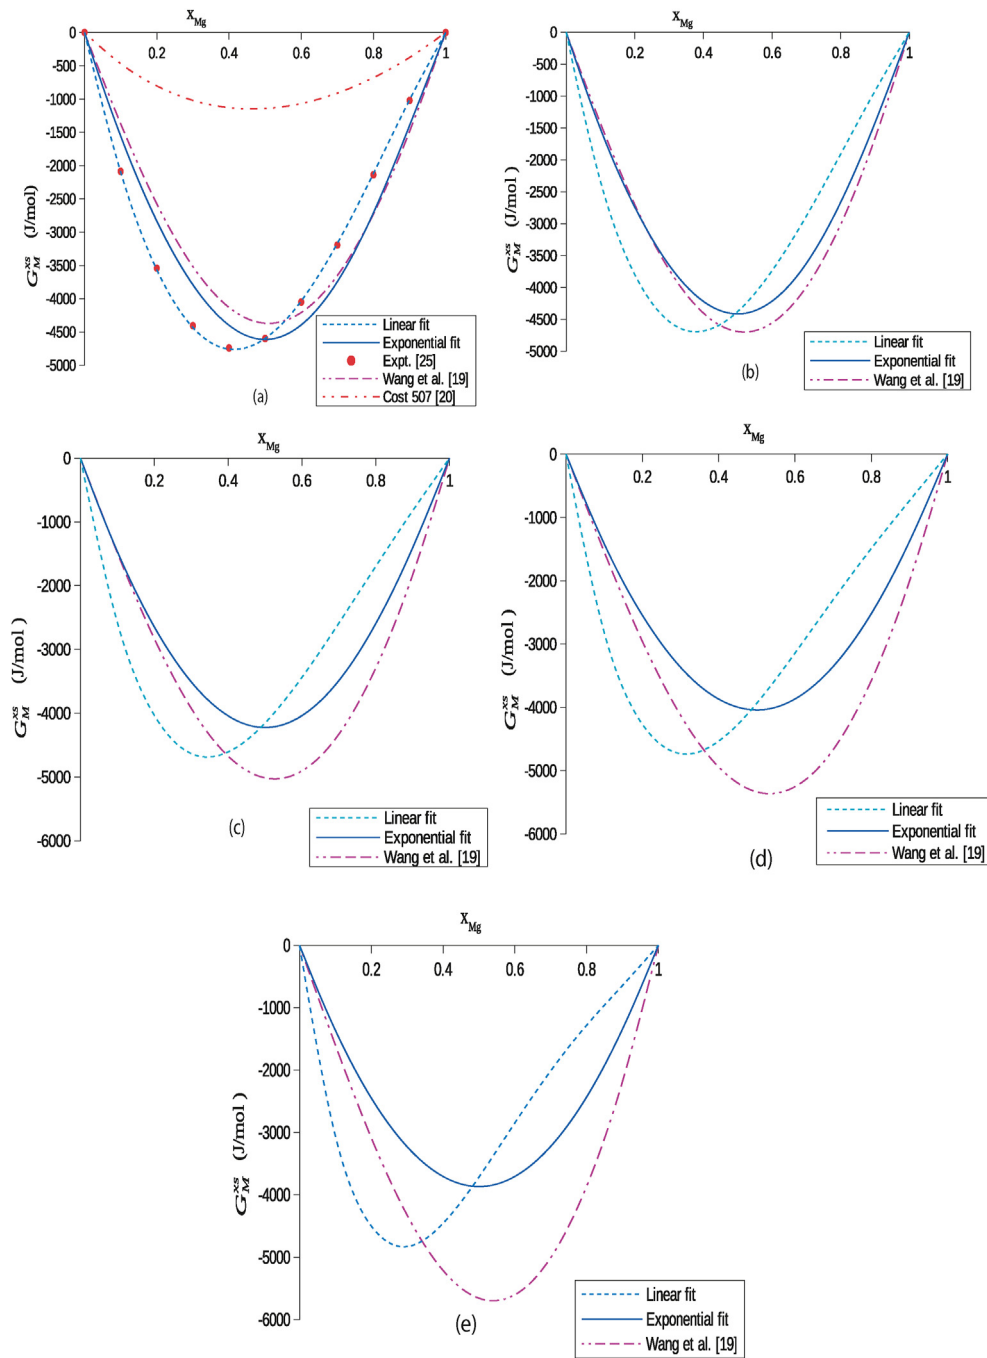 X_Mg
0
0.2
0.4
0.6
0.8
1
-500
-1000
-1500
-2000
-2500
-3000
-3500
-4000
-4500
-5000
G_M^xs (J/mol)
Linear fit
Exponential fit
Expt. [25]
Wang et al. [19]
Cost 507 [20]
(a)
X_Mg
0
0.2
0.4
0.6
0.8
1
-500
-1000
-1500
-2000
-2500
-3000
-3500
-4000
-4500
-5000
G_M^xs (J/mol )
Linear fit
Exponential fit
Wang et al. [19]
(b)
X_Mg
0
0.2
0.4
0.6
0.8
1
-1000
-2000
-3000
-4000
-5000
-6000
G_M^xs (J/mol )
Linear fit
Exponential fit
Wang et al. [19]
(c)
X_Mg
0
0.2
0.4
0.6
0.8
1
-1000
-2000
-3000
-4000
-5000
-6000
G_M^xs (J/mol )
Linear fit
Exponential fit
Wang et al. [19]
(d)
X_Mg
0
0.2
0.4
0.6
0.8
1
-1000
-2000
-3000
-4000
-5000
-6000
G_M^xs (J/mol )
Linear fit
Exponential fit
Wang et al. [19]
(e)